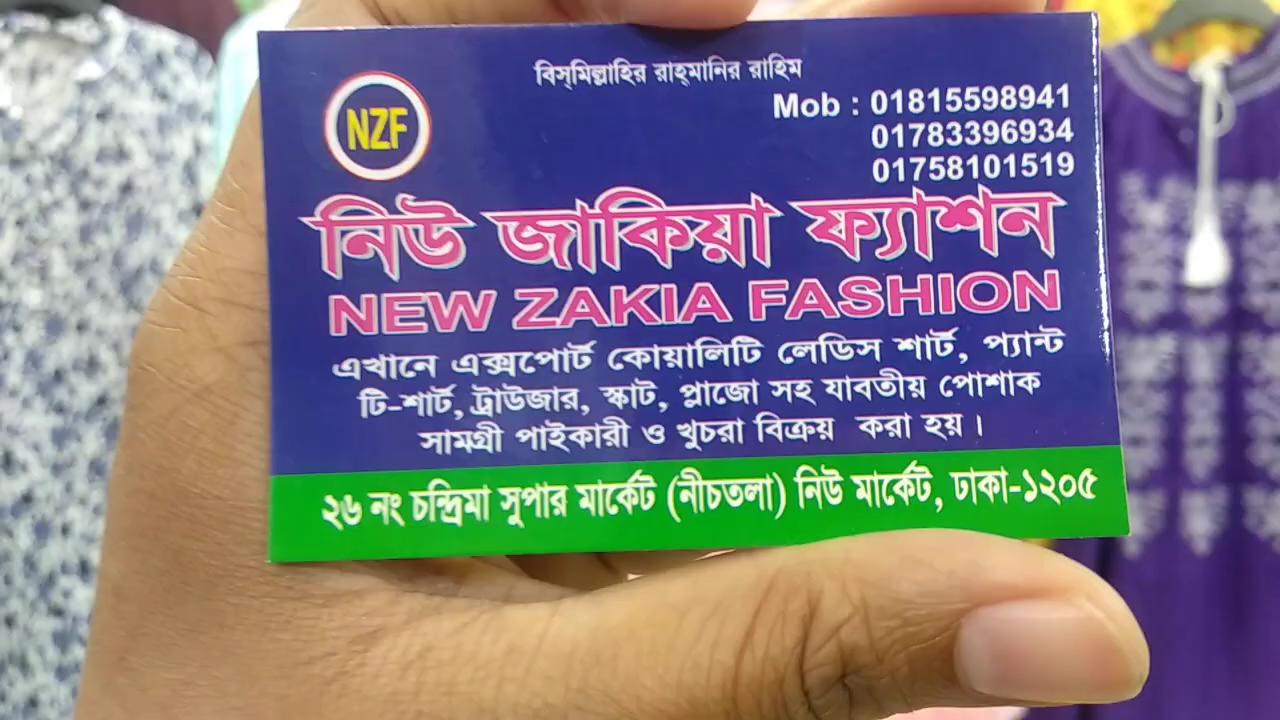 বিস্‌মিল্লাহির রাহ্‌মানির রাহিম
NZF
Mob : 01815598941
01783396934
01758101519
নিউ জাকিয়া ফ্যাশন
NEW ZAKIA FASHION
এখানে এক্সপোর্ট কোয়ালিটি লেডিস শার্ট, প্যান্ট
টি-শার্ট, ট্রাউজার, স্কাট, প্লাজো সহ যাবতীয় পোশাক
সামগ্রী পাইকারী ও খুচরা বিক্রয় করা হয়।
২৬ নং চন্দ্রিমা সুপার মার্কেট (নীচতলা) নিউ মার্কেট, ঢাকা-১২০৫